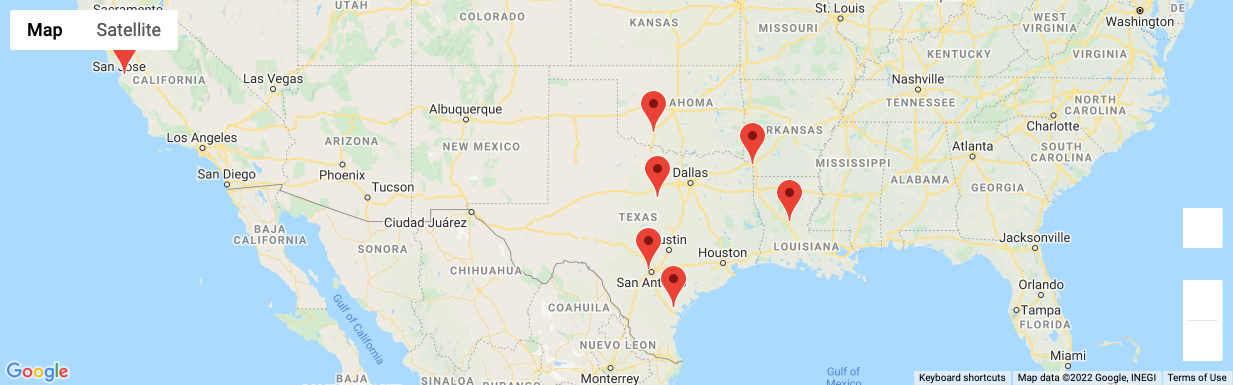 Map
Satellite
Sacramento
UTAH
COLORADO
KANSAS
MISSOURI
St. Louis
WEST
VIRGINIA
Washington
DE
KENTUCKY
VIRGINIA
San Jose
CALIFORNIA
Las Vegas
Nashville
TENNESSEE
NORTH
CAROLINA
Albuquerque
AHOMA
RKANSAS
Charlotte
Los Angeles
ARIZONA
NEW MEXICO
MISSISSIPPI
Atlanta
SOUTH
CAROLINA
San Diego
Phoenix
Tucson
Dallas
ALABAMA
GEORGIA
Ciudad Juárez
TEXAS
BAJA
CALIFORNIA
SONORA
ustin
Houston
LOUISIANA
Jacksonville
CHIHUAHUA
San Ant
COAHUILA
Orlando
Tampa
FLORIDA
Gulf of California
NUEVO LEON
Miami
Google
BAJA
SINALOA
DURANGO
Monterrey
Gulf of
Mexico
Keyboard shortcuts
Map data ©2022 Google, INEGI
Terms of Use